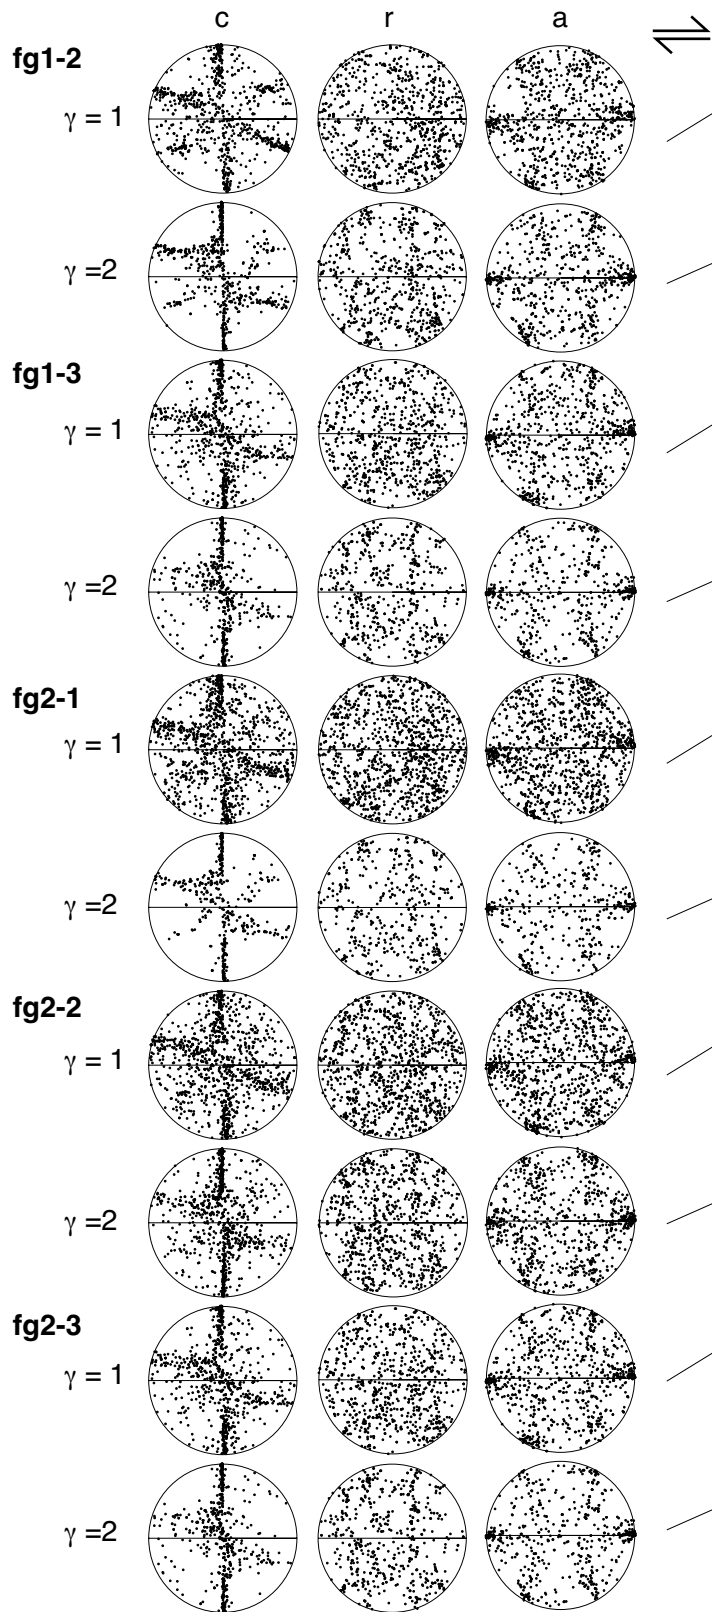 c r a
fg1-2
γ = 1
γ =2
fg1-3
γ = 1
γ =2
fg2-1
γ = 1
γ =2
fg2-2
γ = 1
γ =2
fg2-3
γ = 1
γ =2